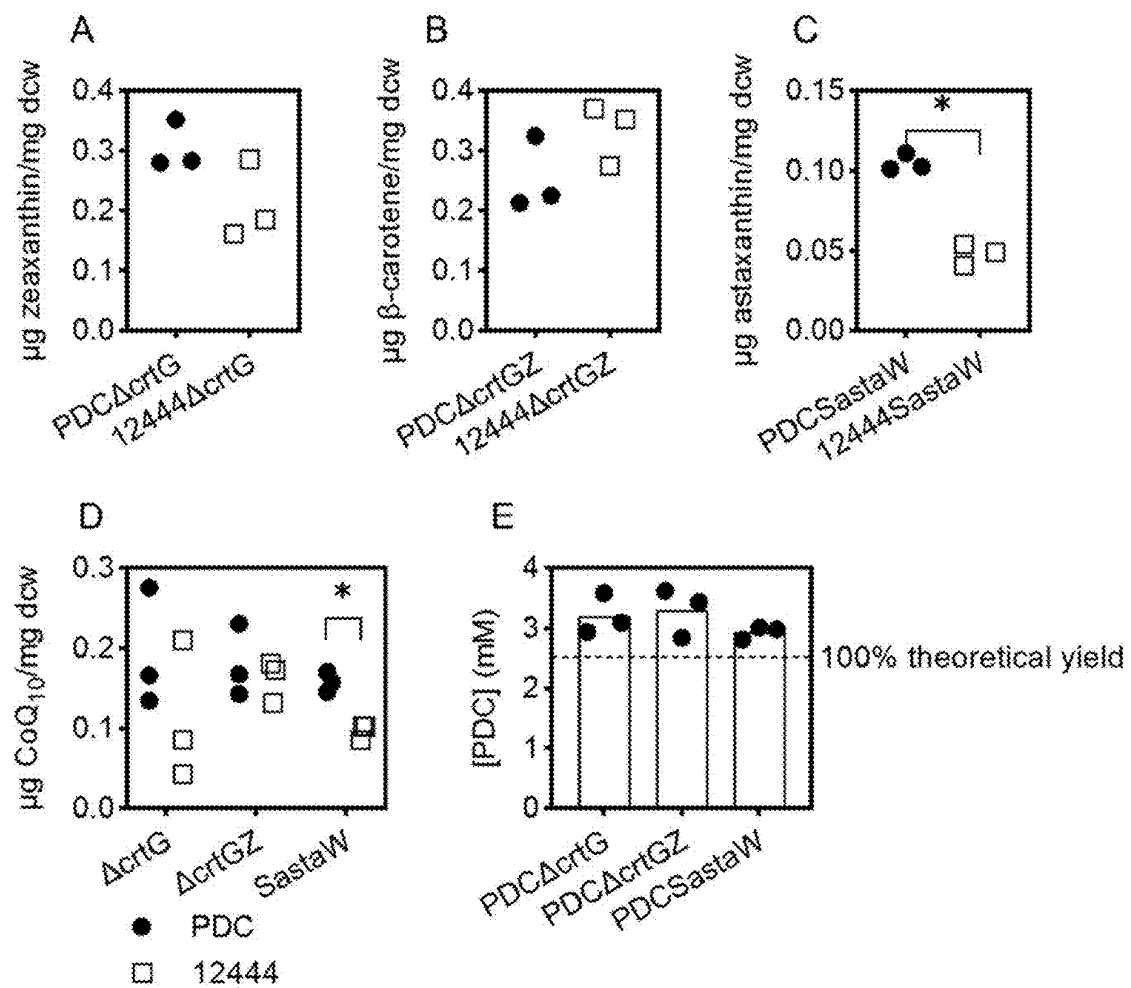 A
µg zeaxanthin/mg dcw
0.4
0.3
0.2
0.1
0.0
PDCΔcrtG
12444ΔcrtG
B
µg β-carotene/mg dcw
0.4
0.3
0.2
0.1
0.0
PDCΔcrtGZ
12444ΔcrtGZ
C
µg astaxanthin/mg dcw
0.15
0.10
0.05
0.00
*
PDCSastaW
12444SastaW
D
µg CoQ10/mg dcw
0.3
0.2
0.1
0.0
*
ΔcrtG
ΔcrtGZ
SastaW
PDC
12444
E
[PDC] (mM)
4
3
2
1
0
100% theoretical yield
PDCΔcrtG
PDCΔcrtGZ
PDCSastaW